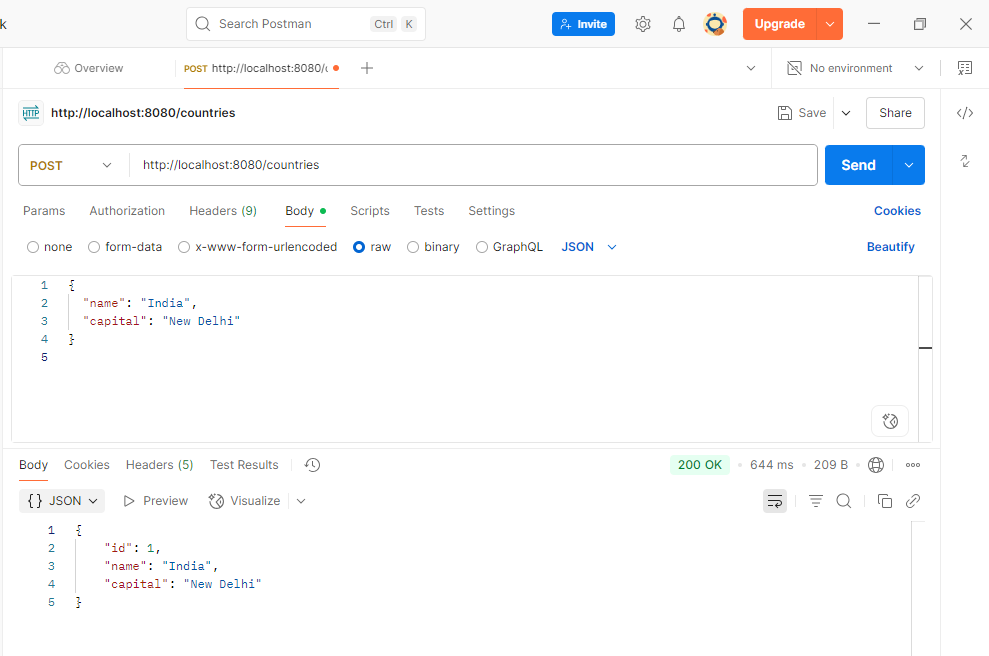 k
Search Postman Ctrl K Invite Upgrade
Overview POST http://localhost:8080/ No environment
HTTP http://localhost:8080/countries Save Share
POST http://localhost:8080/countries Send
Params Authorization Headers (9) Body Scripts Tests Settings Cookies
none form-data x-www-form-urlencoded raw binary GraphQL JSON Beautify
1 {
2 "name": "India",
3 "capital": "New Delhi"
4 }
5
Body Cookies Headers (5) Test Results 200 OK 644 ms 209 B
{} JSON Preview Visualize
1 {
2 "id": 1,
3 "name": "India",
4 "capital": "New Delhi"
5 }